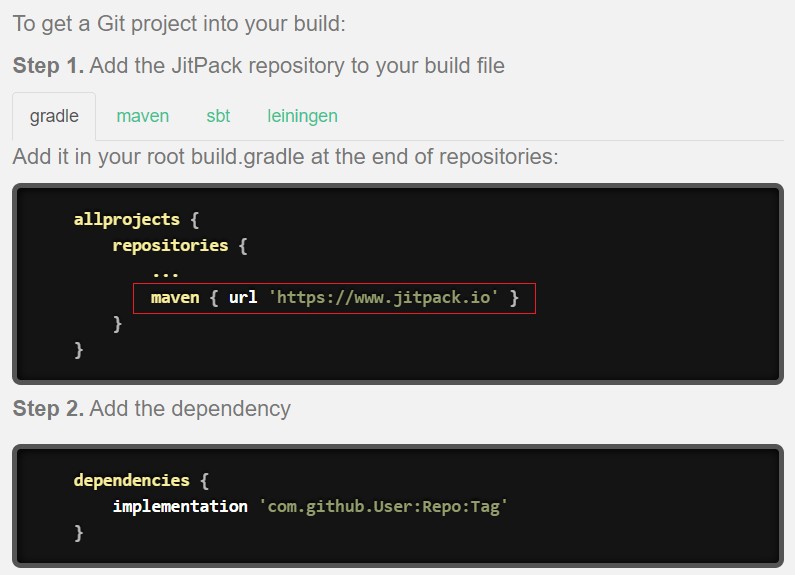 To get a Git project into your build:
Step 1. Add the JitPack repository to your build file
gradle maven sbt leiningen
Add it in your root build.gradle at the end of repositories:
allprojects {
repositories {
...
maven { url 'https://www.jitpack.io' }
}
}
Step 2. Add the dependency
dependencies {
implementation 'com.github.User:Repo:Tag'
}